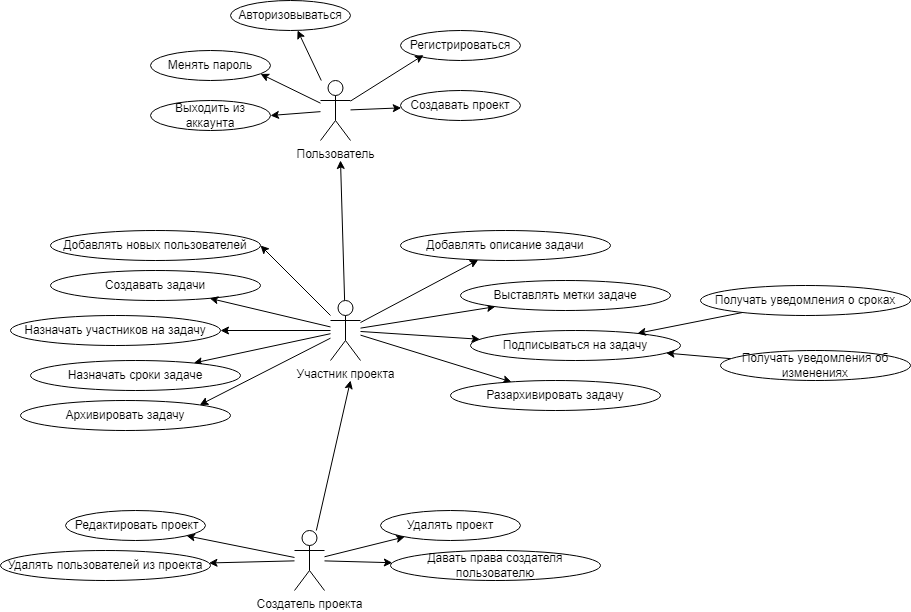 Авторизовываться
Регистрироваться
Менять пароль
Создавать проект
Выходить из
аккаунта
Пользователь
Добавлять новых пользователей
Добавлять описание задачи
Создавать задачи
Выставлять метки задаче
Получать уведомления о сроках
Назначать участников на задачу
Подписываться на задачу
Получать уведомления об
изменениях
Участник проекта
Назначать сроки задаче
Разархивировать задачу
Архивировать задачу
Редактировать проект
Удалять проект
Удалять пользователей из проекта
Давать права создателя
пользователю
Создатель проекта